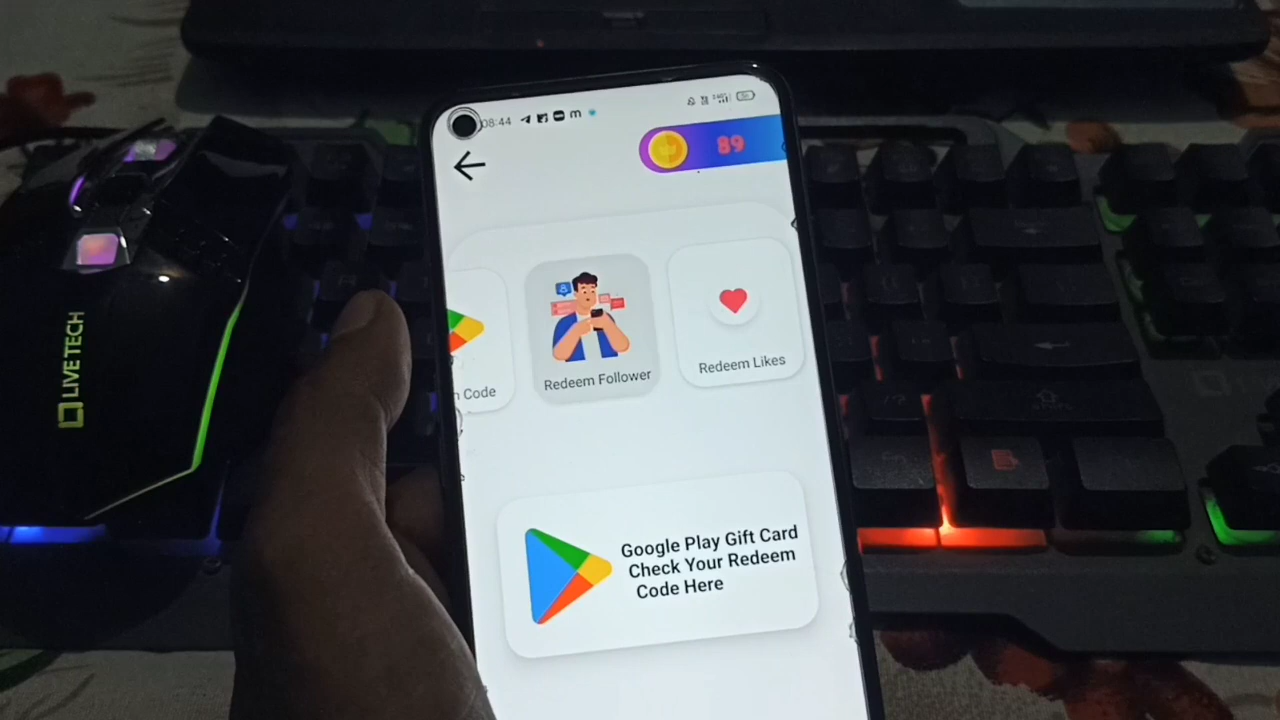 08:44
89
n Code
Redeem Follower
Redeem Likes
Google Play Gift Card
Check Your Redeem
Code Here
LIVE TECH